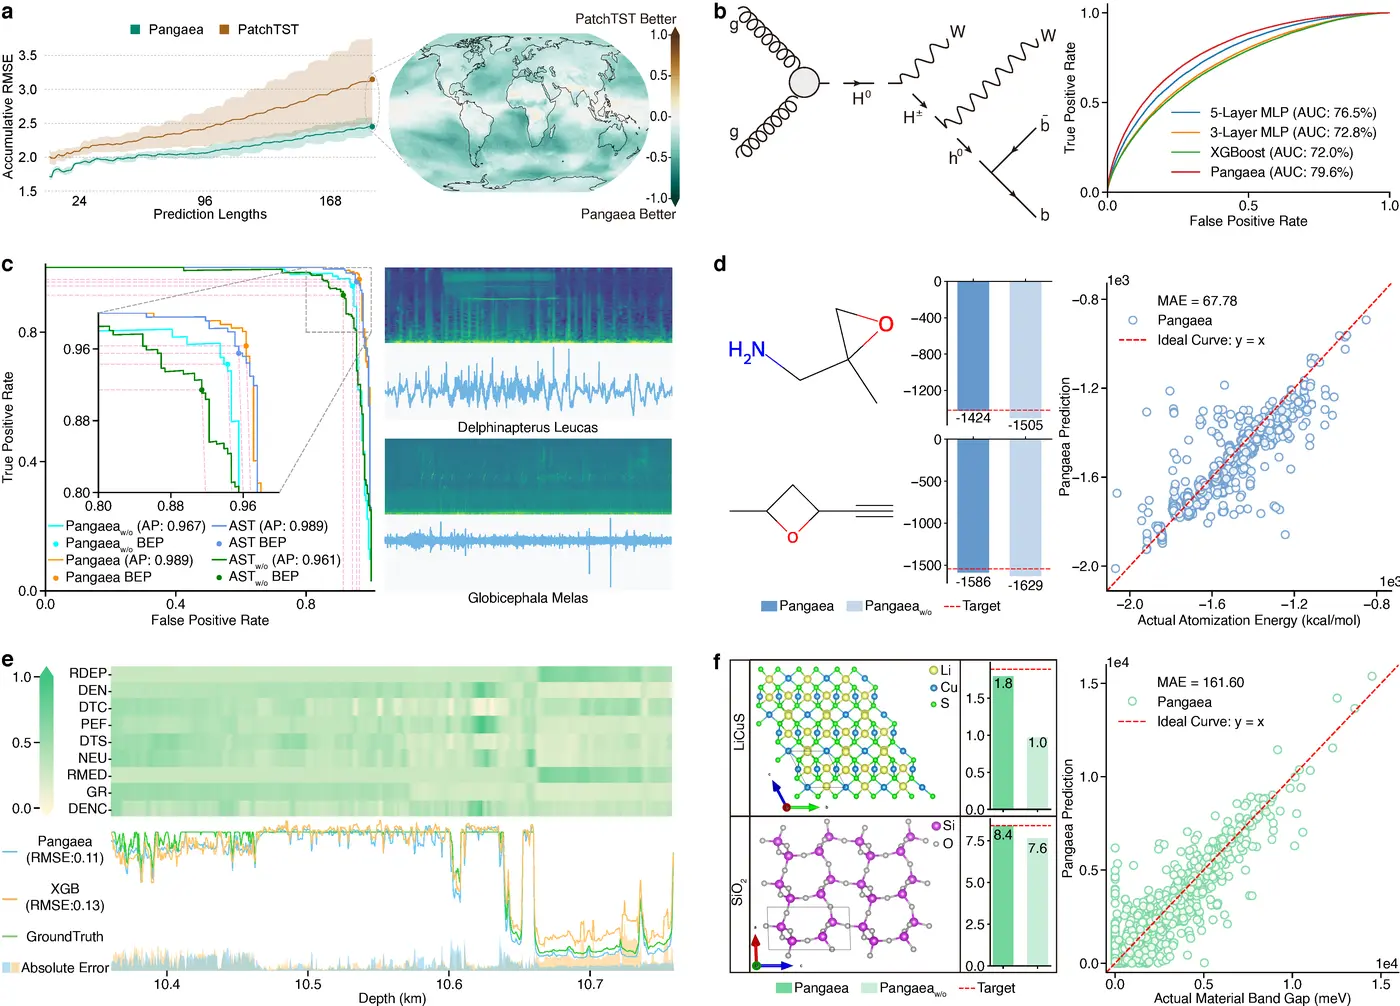 a
Pangaea
PatchTST
Accumulative RMSE
3.5
3.0
2.5
2.0
1.5
24
96
168
Prediction Lengths
PatchTST Better
1.0
0.5
0.0
-0.5
-1.0
Pangaea Better
b
g
g
H⁰
W
H±
W
h⁰
b̄
b
True Positive Rate
1.0
0.5
0.0
5-Layer MLP (AUC: 76.5%)
3-Layer MLP (AUC: 72.8%)
XGBoost (AUC: 72.0%)
Pangaea (AUC: 79.6%)
0.0
0.5
1.0
False Positive Rate
c
True Positive Rate
0.8
0.4
0.0
0.96
0.88
0.80
0.80
0.88
0.96
Pangaea w/o (AP: 0.967)
Pangaea w/o BEP
Pangaea (AP: 0.989)
Pangaea BEP
AST (AP: 0.989)
AST BEP
AST w/o (AP: 0.961)
AST w/o BEP
0.0
0.4
0.8
False Positive Rate
Delphinapterus Leucas
Globicephala Melas
d
H₂N
O
O
0
−400
−800
−1200
-1424
-1505
0
−500
−1000
−1500
-1586
-1629
Pangaea
Pangaea w/o
Target
1e3
MAE = 67.78
Pangaea
Ideal Curve: y = x
Pangaea Prediction
−0.8
−1.2
−1.6
−2.0
1e3
−2.0
−1.6
−1.2
−0.8
Actual Atomization Energy (kcal/mol)
e
1.0
0.5
0.0
RDEP
DEN
DTC
PEF
DTS
NEU
RMED
GR
DENC
Pangaea
(RMSE:0.11)
XGB
(RMSE:0.13)
GroundTruth
Absolute Error
10.4
10.5
10.6
10.7
Depth (km)
f
LiCuS
Li
Cu
S
1.5
1.0
0.5
0.0
1.8
1.0
SiO₂
Si
O
7.5
5.0
2.5
0.0
8.4
7.6
Pangaea
Pangaea w/o
Target
1e4
MAE = 161.60
Pangaea
Ideal Curve: y = x
Pangaea Prediction
1.5
1.0
0.5
0.0
1e4
0.0
0.5
1.0
1.5
Actual Material Band Gap (meV)